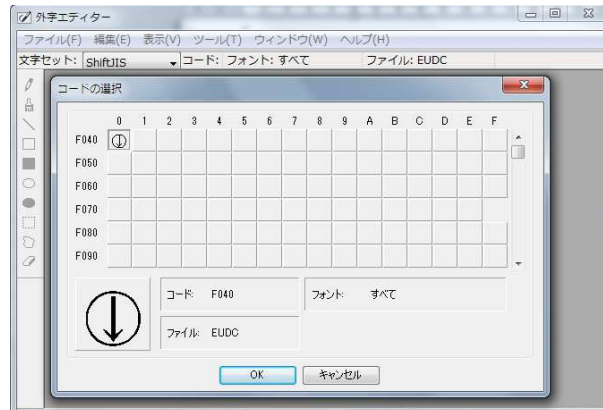 外字エディター
ファイル(F) 編集(E) 表示(V) ツール(T) ウィンドウ(W) ヘルプ(H)
文字セット: ShiftJIS コード: フォント: すべて ファイル: EUDC
コードの選択
0 1 2 3 4 5 6 7 8 9 A B C D E F
F040
F050
F060
F070
F080
F090
コード: F040 フォント: すべて
ファイル: EUDC
OK キャンセル